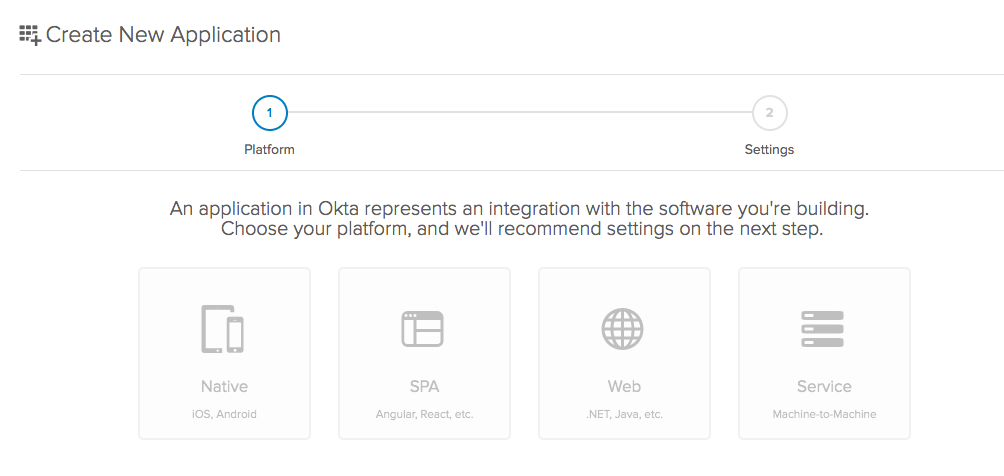 Create New Application
1
2
Platform
Settings
An application in Okta represents an integration with the software you're building.
Choose your platform, and we'll recommend settings on the next step.
Native
iOS, Android
SPA
Angular, React, etc.
Web
.NET, Java, etc.
Service
Machine-to-Machine